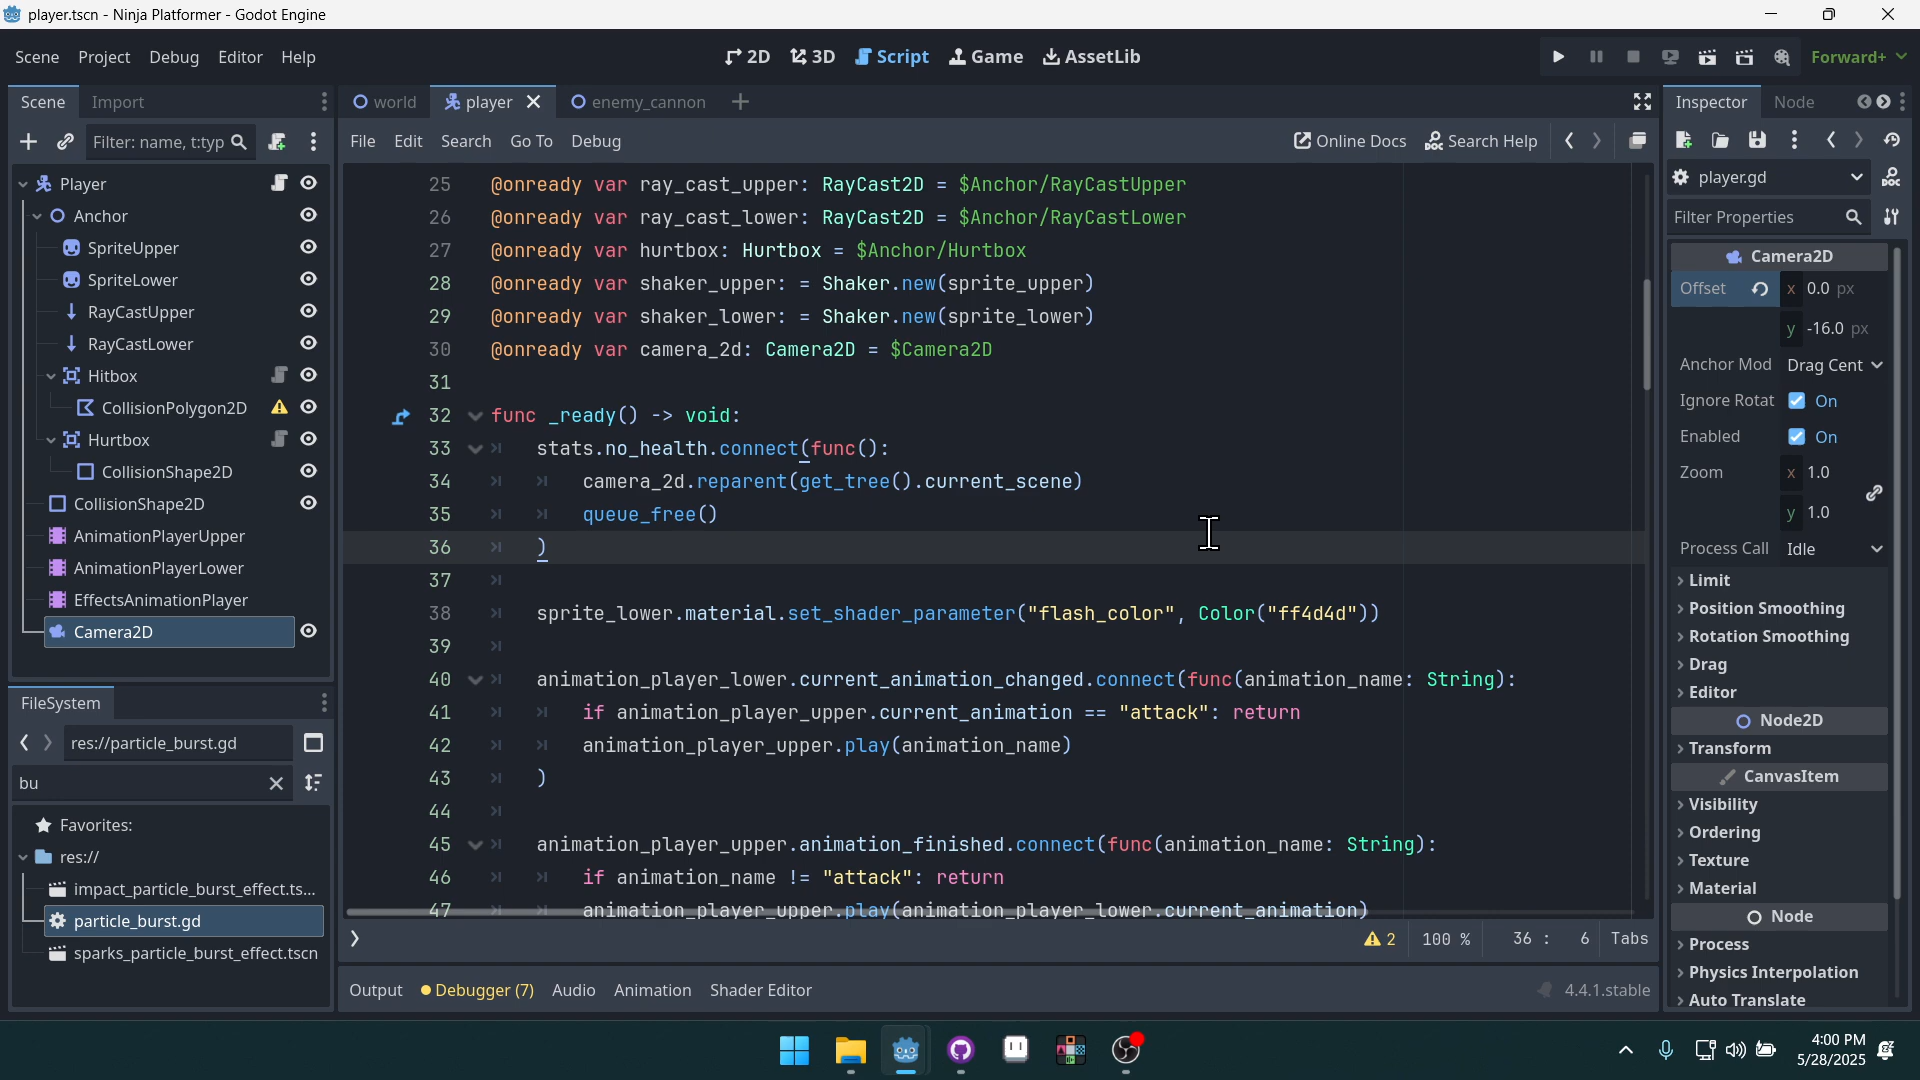 player.tscn - Ninja Platformer - Godot Engine
Scene Project Debug Editor Help
2D 3D Script Game AssetLib
Forward+
Scene Import
Filter: name, t:typ
Player
Anchor
SpriteUpper
SpriteLower
RayCastUpper
RayCastLower
Hitbox
CollisionPolygon2D
Hurtbox
CollisionShape2D
CollisionShape2D
AnimationPlayerUpper
AnimationPlayerLower
EffectsAnimationPlayer
Camera2D
FileSystem
res://particle_burst.gd
bu
Favorites:
res://
impact_particle_burst_effect.ts...
particle_burst.gd
sparks_particle_burst_effect.tscn
world player enemy_cannon
File Edit Search Go To Debug
Online Docs Search Help
25 @onready var ray_cast_upper: RayCast2D = $Anchor/RayCastUpper
26 @onready var ray_cast_lower: RayCast2D = $Anchor/RayCastLower
27 @onready var hurtbox: Hurtbox = $Anchor/Hurtbox
28 @onready var shaker_upper: = Shaker.new(sprite_upper)
29 @onready var shaker_lower: = Shaker.new(sprite_lower)
30 @onready var camera_2d: Camera2D = $Camera2D
31
32 func _ready() -> void:
33 stats.no_health.connect(func():
34 camera_2d.reparent(get_tree().current_scene)
35 queue_free()
36 )
37
38 sprite_lower.material.set_shader_parameter("flash_color", Color("ff4d4d"))
39
40 animation_player_lower.current_animation_changed.connect(func(animation_name: String):
41 if animation_player_upper.current_animation == "attack": return
42 animation_player_upper.play(animation_name)
43 )
44
45 animation_player_upper.animation_finished.connect(func(animation_name: String):
46 if animation_name != "attack": return
47 animation_player_upper.play(animation_player_lower.current_animation)
2 100 % 36 : 6 Tabs
Output Debugger (7) Audio Animation Shader Editor
4.4.1.stable
Inspector Node
player.gd
Filter Properties
Camera2D
Offset x 0.0 px
y -16.0 px
Anchor Mod Drag Cent
Ignore Rotat On
Enabled On
Zoom x 1.0
y 1.0
Process Call Idle
Limit
Position Smoothing
Rotation Smoothing
Drag
Editor
Node2D
Transform
CanvasItem
Visibility
Ordering
Texture
Material
Node
Process
Physics Interpolation
Auto Translate
4:00 PM
5/28/2025